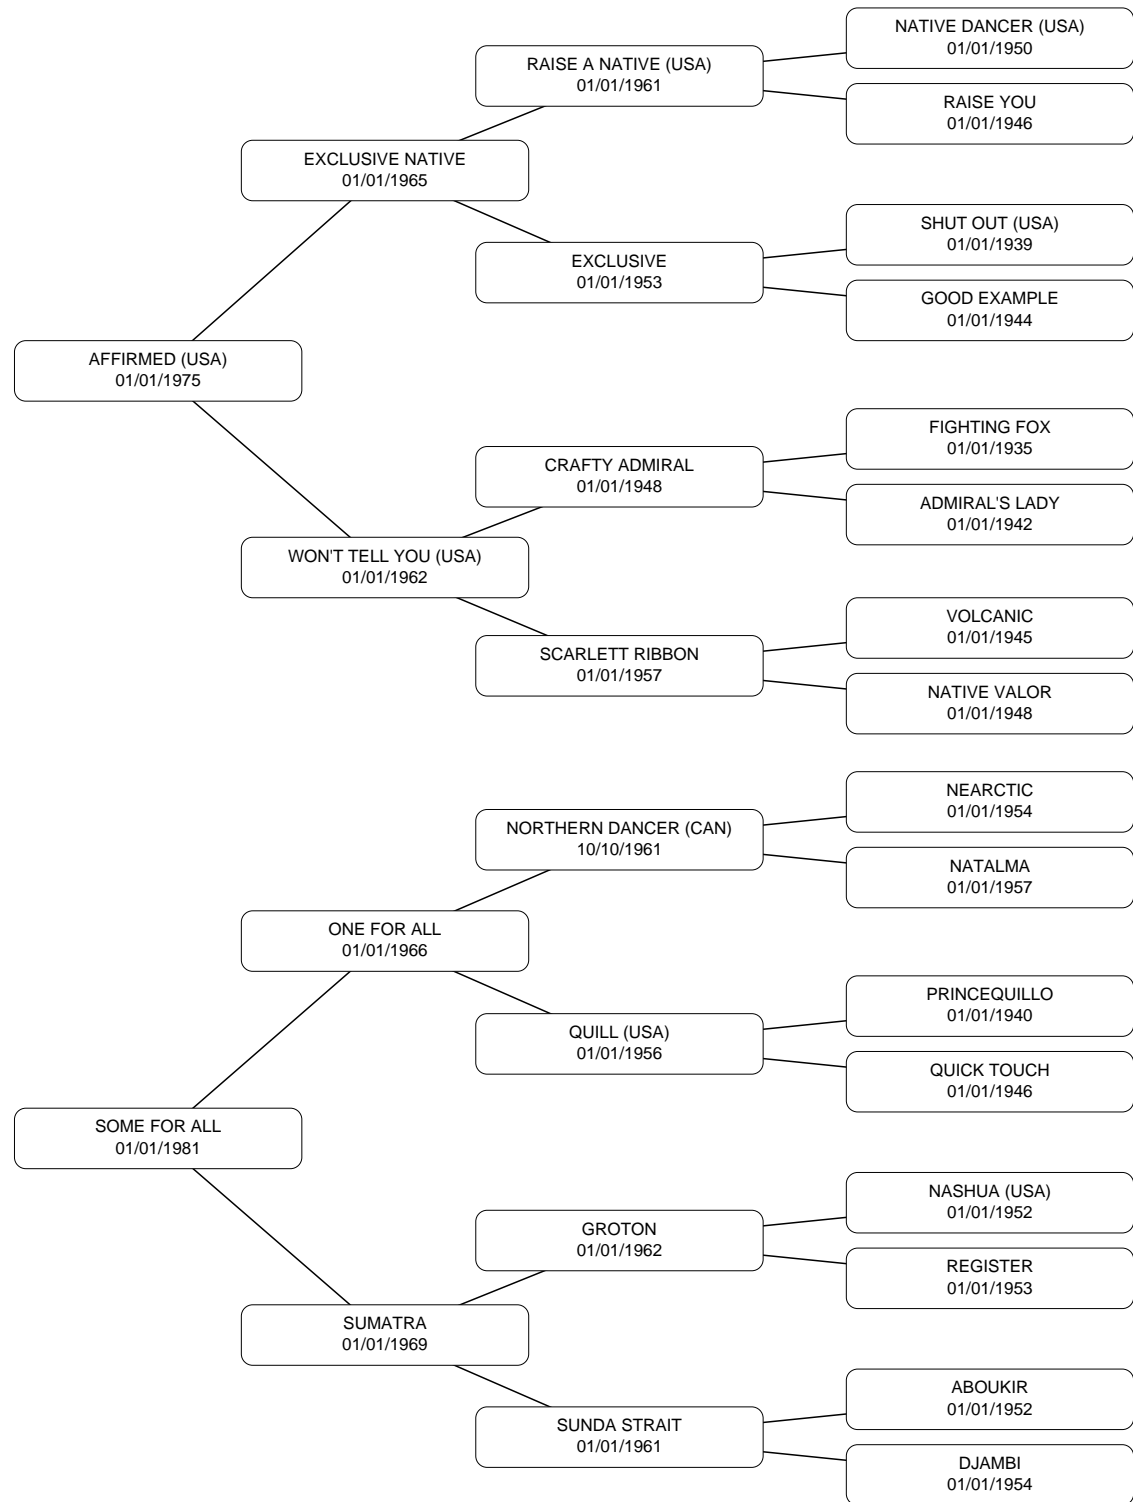 NATIVE DANCER (USA)
01/01/1950
RAISE A NATIVE (USA)
01/01/1961
RAISE YOU
01/01/1946
EXCLUSIVE NATIVE
01/01/1965
SHUT OUT (USA)
01/01/1939
EXCLUSIVE
01/01/1953
GOOD EXAMPLE
01/01/1944
AFFIRMED (USA)
01/01/1975
FIGHTING FOX
01/01/1935
CRAFTY ADMIRAL
01/01/1948
ADMIRAL'S LADY
01/01/1942
WON'T TELL YOU (USA)
01/01/1962
VOLCANIC
01/01/1945
SCARLETT RIBBON
01/01/1957
NATIVE VALOR
01/01/1948
NEARCTIC
01/01/1954
NORTHERN DANCER (CAN)
10/10/1961
NATALMA
01/01/1957
ONE FOR ALL
01/01/1966
PRINCEQUILLO
01/01/1940
QUILL (USA)
01/01/1956
QUICK TOUCH
01/01/1946
SOME FOR ALL
01/01/1981
NASHUA (USA)
01/01/1952
GROTON
01/01/1962
REGISTER
01/01/1953
SUMATRA
01/01/1969
ABOUKIR
01/01/1952
SUNDA STRAIT
01/01/1961
DJAMBI
01/01/1954